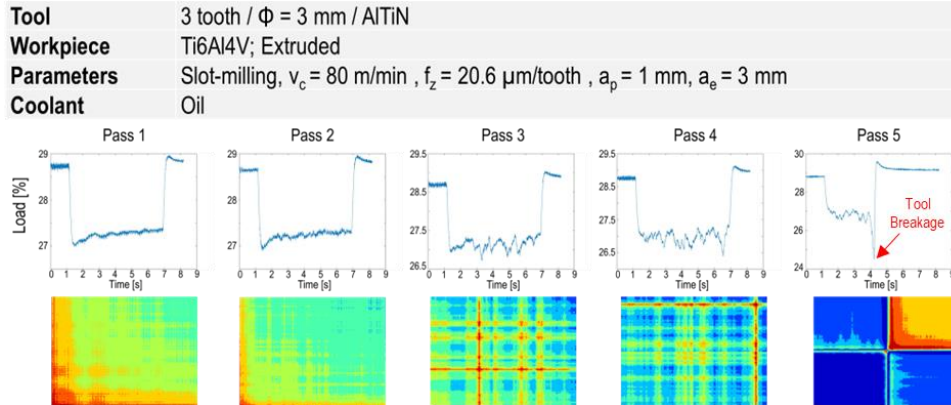 Tool 3 tooth / Φ = 3 mm / AlTiN
Workpiece Ti6Al4V; Extruded
Parameters Slot-milling, vc = 80 m/min , fz = 20.6 µm/tooth , ap = 1 mm, ae = 3 mm
Coolant Oil
Pass 1 Pass 2 Pass 3 Pass 4 Pass 5
Load [%]
29
28
27
0 1 2 3 4 5 6 7 8 9
Time [s]
29
28
27
0 1 2 3 4 5 6 7 8 9
Time [s]
29.5
28.5
27.5
26.5
0 1 2 3 4 5 6 7 8 9
Time [s]
29.5
28.5
27.5
26.5
0 1 2 3 4 5 6 7 8 9
Time [s]
30
28
26
24
0 1 2 3 4 5 6 7 8 9
Time [s]
Tool
Breakage